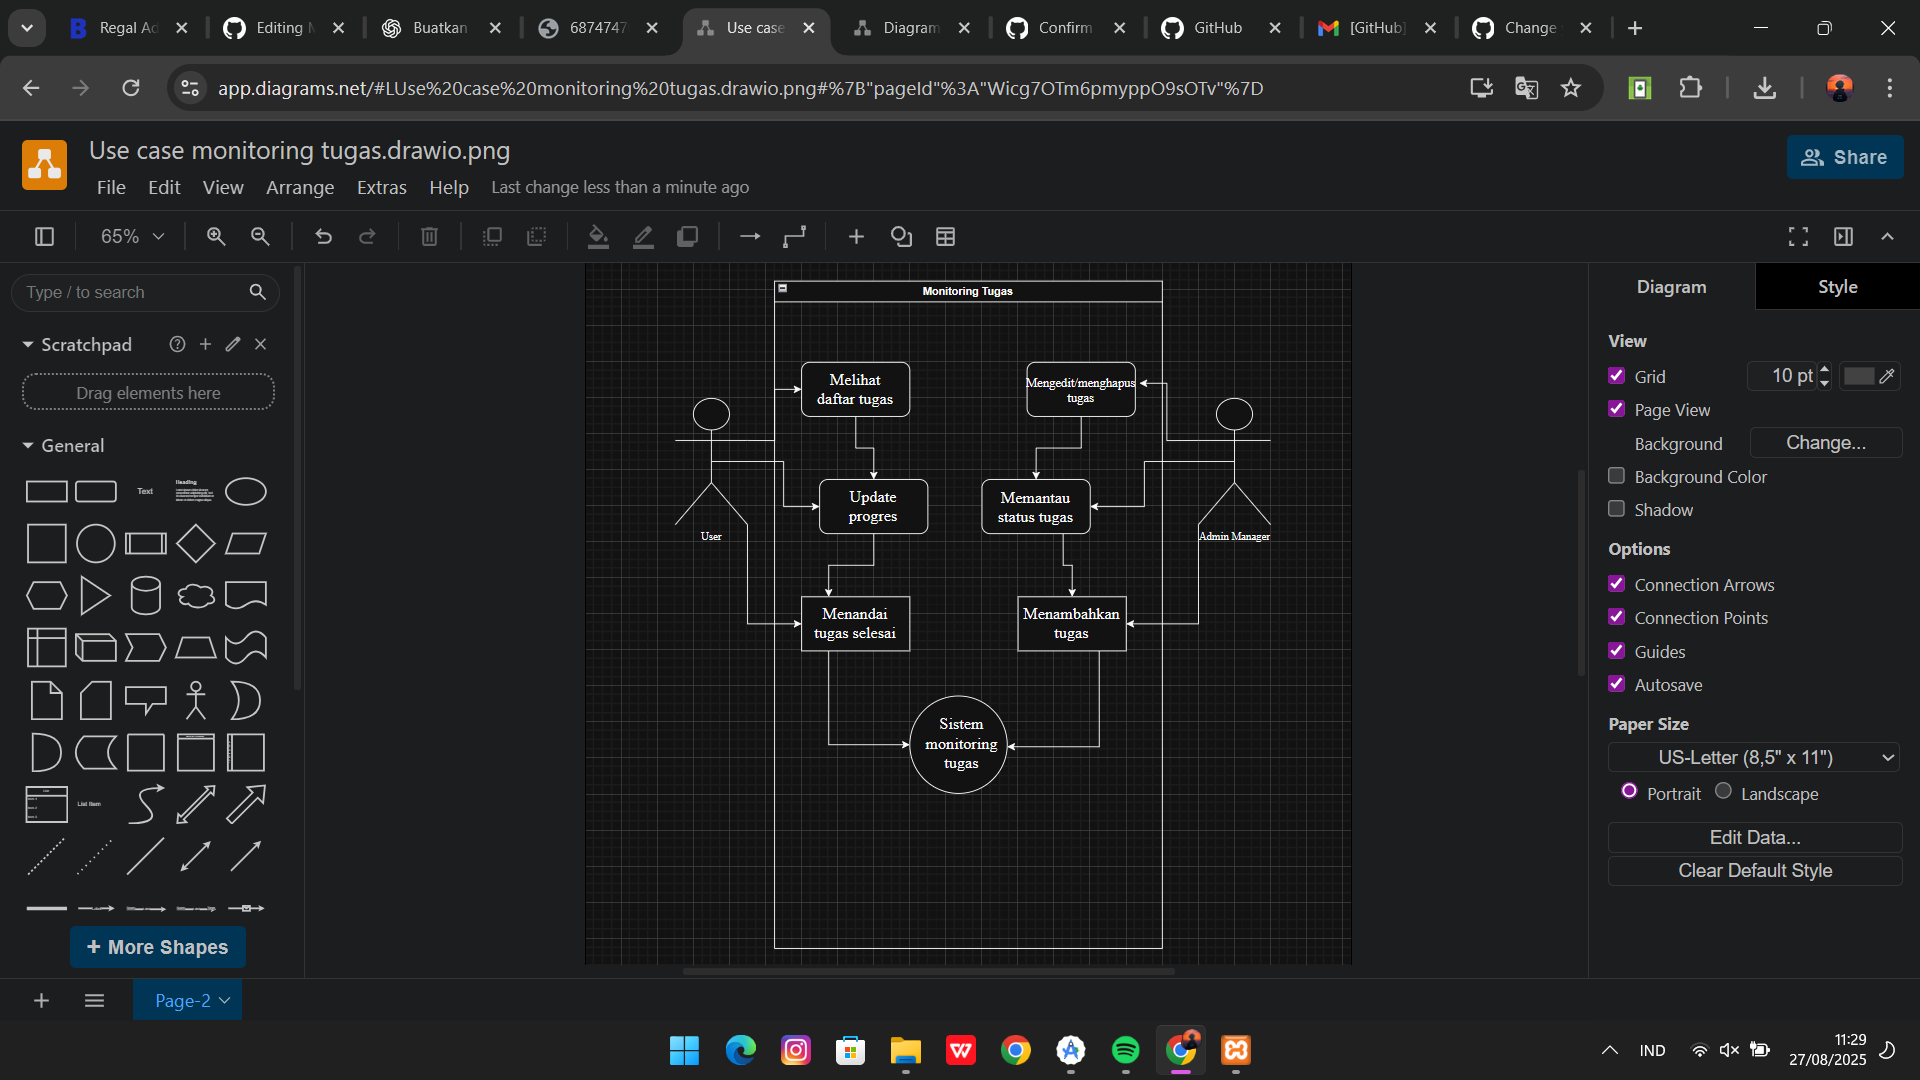 Regal Ad
Editing M
Buatkan
6874747
Use case
Diagram
Confirm
GitHub
[GitHub]
Change
app.diagrams.net/#LUse%20case%20monitoring%20tugas.drawio.png#%7B"pageId"%3A"Wicg7OTm6pmyppO9sOTv"%7D
Use case monitoring tugas.drawio.png
Share
File Edit View Arrange Extras Help Last change less than a minute ago
65%
Type / to search
Scratchpad
Drag elements here
General
Text
Heading
List Item
+ More Shapes
Monitoring Tugas
Melihat
daftar tugas
Mengedit/menghapus
tugas
Update
progres
Memantau
status tugas
User
Admin Manager
Menandai
tugas selesai
Menambahkan
tugas
Sistem
monitoring
tugas
Diagram
Style
View
Grid
10 pt
Page View
Background
Change...
Background Color
Shadow
Options
Connection Arrows
Connection Points
Guides
Autosave
Paper Size
US-Letter (8,5" x 11")
Portrait
Landscape
Edit Data...
Clear Default Style
Page-2
IND
11:29
27/08/2025